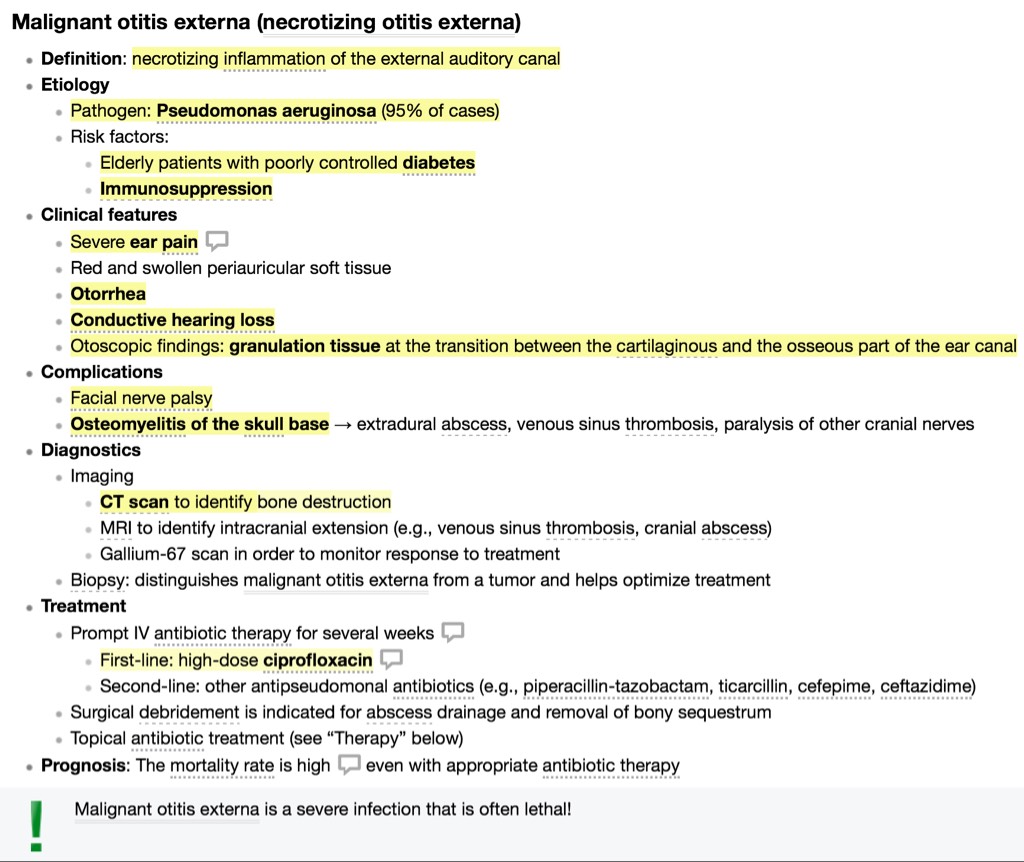 Malignant otitis externa (necrotizing otitis externa)
Definition: necrotizing inflammation of the external auditory canal
Etiology
Pathogen: Pseudomonas aeruginosa (95% of cases)
Risk factors:
Elderly patients with poorly controlled diabetes
Immunosuppression
Clinical features
Severe ear pain
Red and swollen periauricular soft tissue
Otorrhea
Conductive hearing loss
Otoscopic findings: granulation tissue at the transition between the cartilaginous and the osseous part of the ear canal
Complications
Facial nerve palsy
Osteomyelitis of the skull base → extradural abscess, venous sinus thrombosis, paralysis of other cranial nerves
Diagnostics
Imaging
CT scan to identify bone destruction
MRI to identify intracranial extension (e.g., venous sinus thrombosis, cranial abscess)
Gallium-67 scan in order to monitor response to treatment
Biopsy: distinguishes malignant otitis externa from a tumor and helps optimize treatment
Treatment
Prompt IV antibiotic therapy for several weeks
First-line: high-dose ciprofloxacin
Second-line: other antipseudomonal antibiotics (e.g., piperacillin-tazobactam, ticarcillin, cefepime, ceftazidime)
Surgical debridement is indicated for abscess drainage and removal of bony sequestrum
Topical antibiotic treatment (see “Therapy” below)
Prognosis: The mortality rate is high even with appropriate antibiotic therapy
Malignant otitis externa is a severe infection that is often lethal!